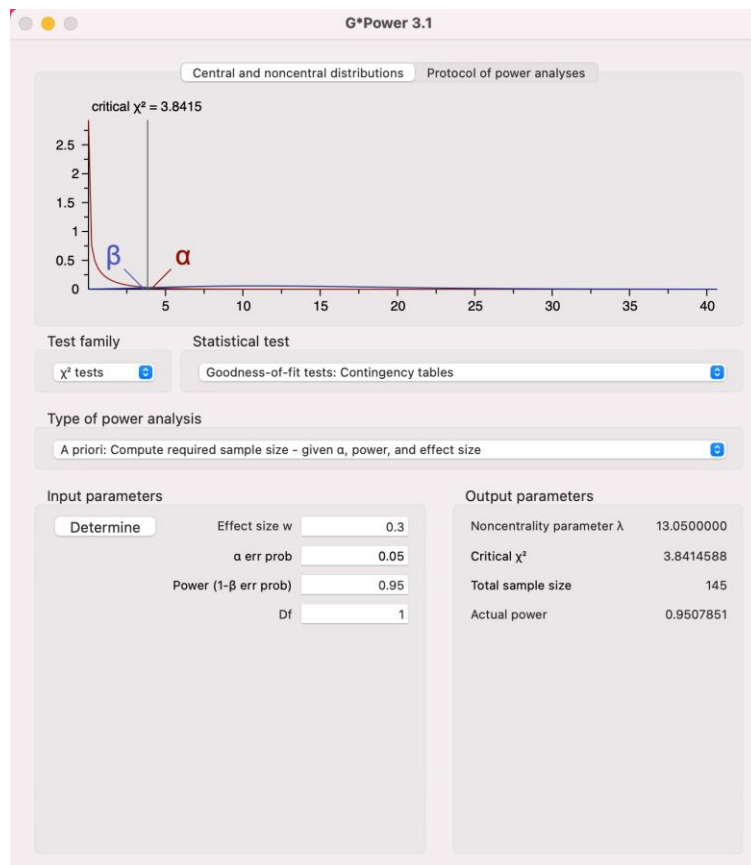 G*Power 3.1
Central and noncentral distributions Protocol of power analyses
critical χ² = 3.8415
2.5
2
1.5
1
0.5
0
β α
5 10 15 20 25 30 35 40
Test family Statistical test
χ² tests Goodness-of-fit tests: Contingency tables
Type of power analysis
A priori: Compute required sample size - given α, power, and effect size
Input parameters Output parameters
Determine Effect size w 0.3 Noncentrality parameter λ 13.0500000
α err prob 0.05 Critical χ² 3.8414588
Power (1-β err prob) 0.95 Total sample size 145
Df 1 Actual power 0.9507851